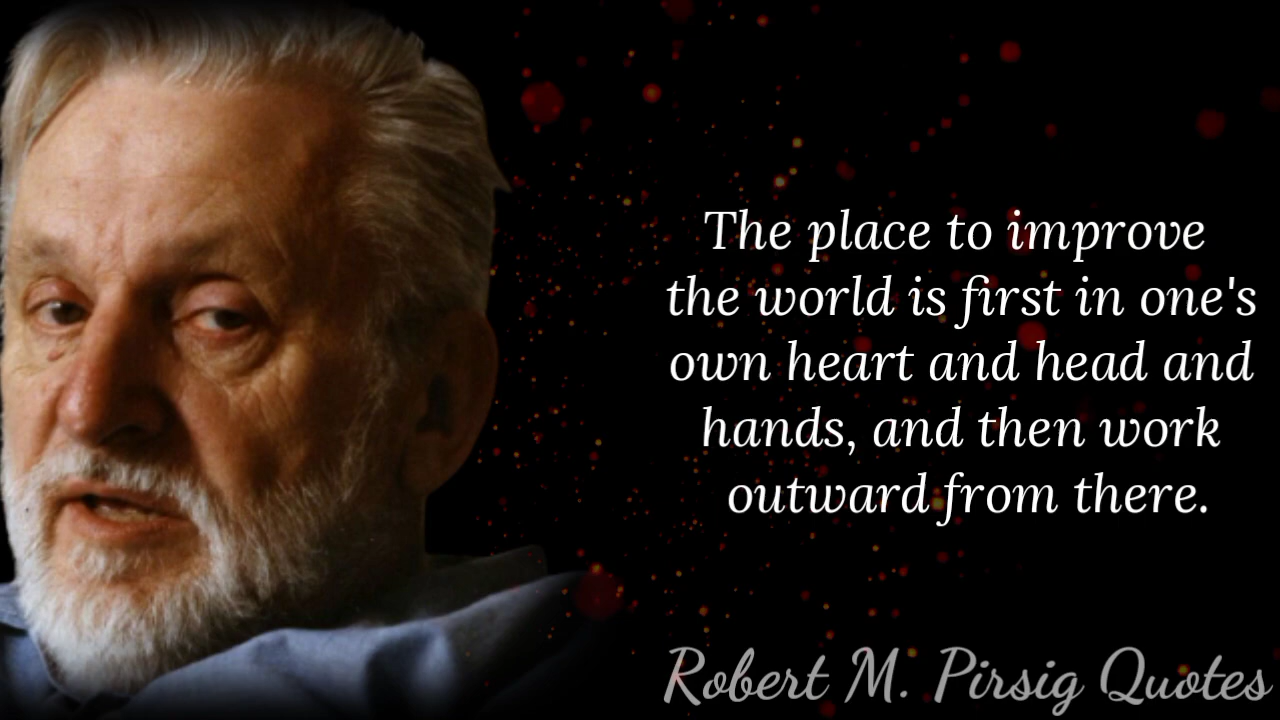 The place to improve
the world is first in one's
own heart and head and
hands, and then work
outward from there.
Robert M. Pirsig Quotes